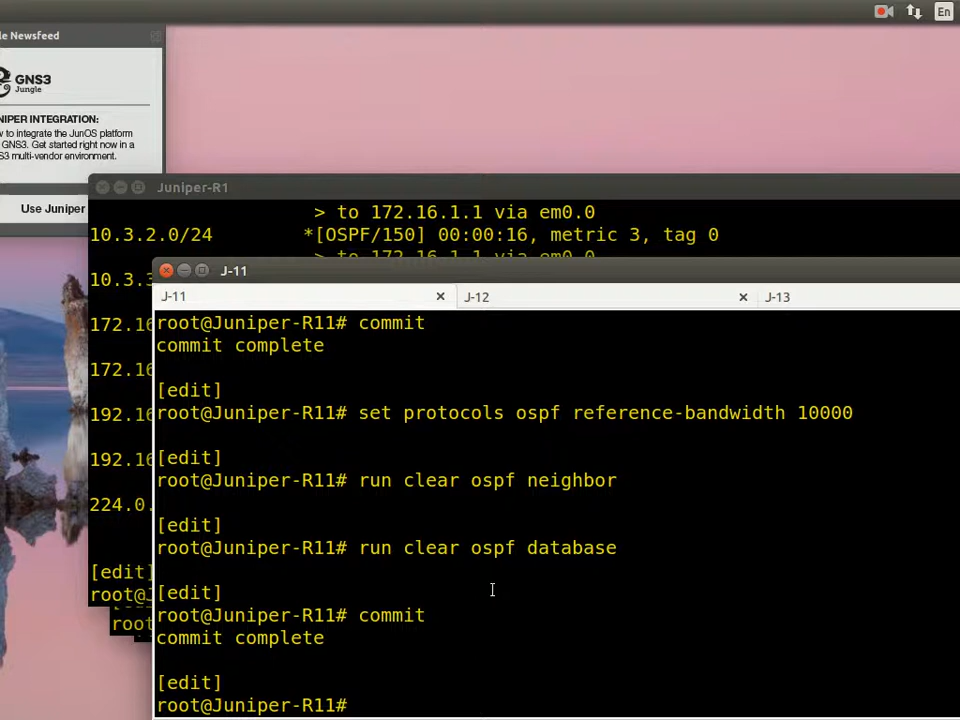 En
le Newsfeed
GNS3
Jungle
NIPER INTEGRATION:
w to integrate the JunOS platform
GNS3. Get started right now in a
S3 multi-vendor environment.
Use Juniper
Juniper-R1
> to 172.16.1.1 via em0.0
10.3.2.0/24 *[OSPF/150] 00:00:16, metric 3, tag 0
> to 172.16.1.1 via em0.0
10.3.3
172.16
172.16
192.16
192.16
224.0.
[edit]
root@J
root
J-11
J-11
J-12
J-13
root@Juniper-R11# commit
commit complete
[edit]
root@Juniper-R11# set protocols ospf reference-bandwidth 10000
[edit]
root@Juniper-R11# run clear ospf neighbor
[edit]
root@Juniper-R11# run clear ospf database
[edit]
root@Juniper-R11# commit
commit complete
[edit]
root@Juniper-R11#